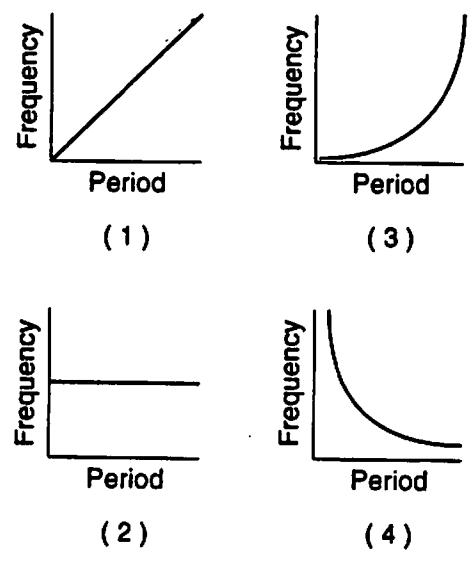 Frequency
Period
( 1 )
Frequency
Period
( 3 )
Frequency
Period
( 2 )
Frequency
Period
( 4 )